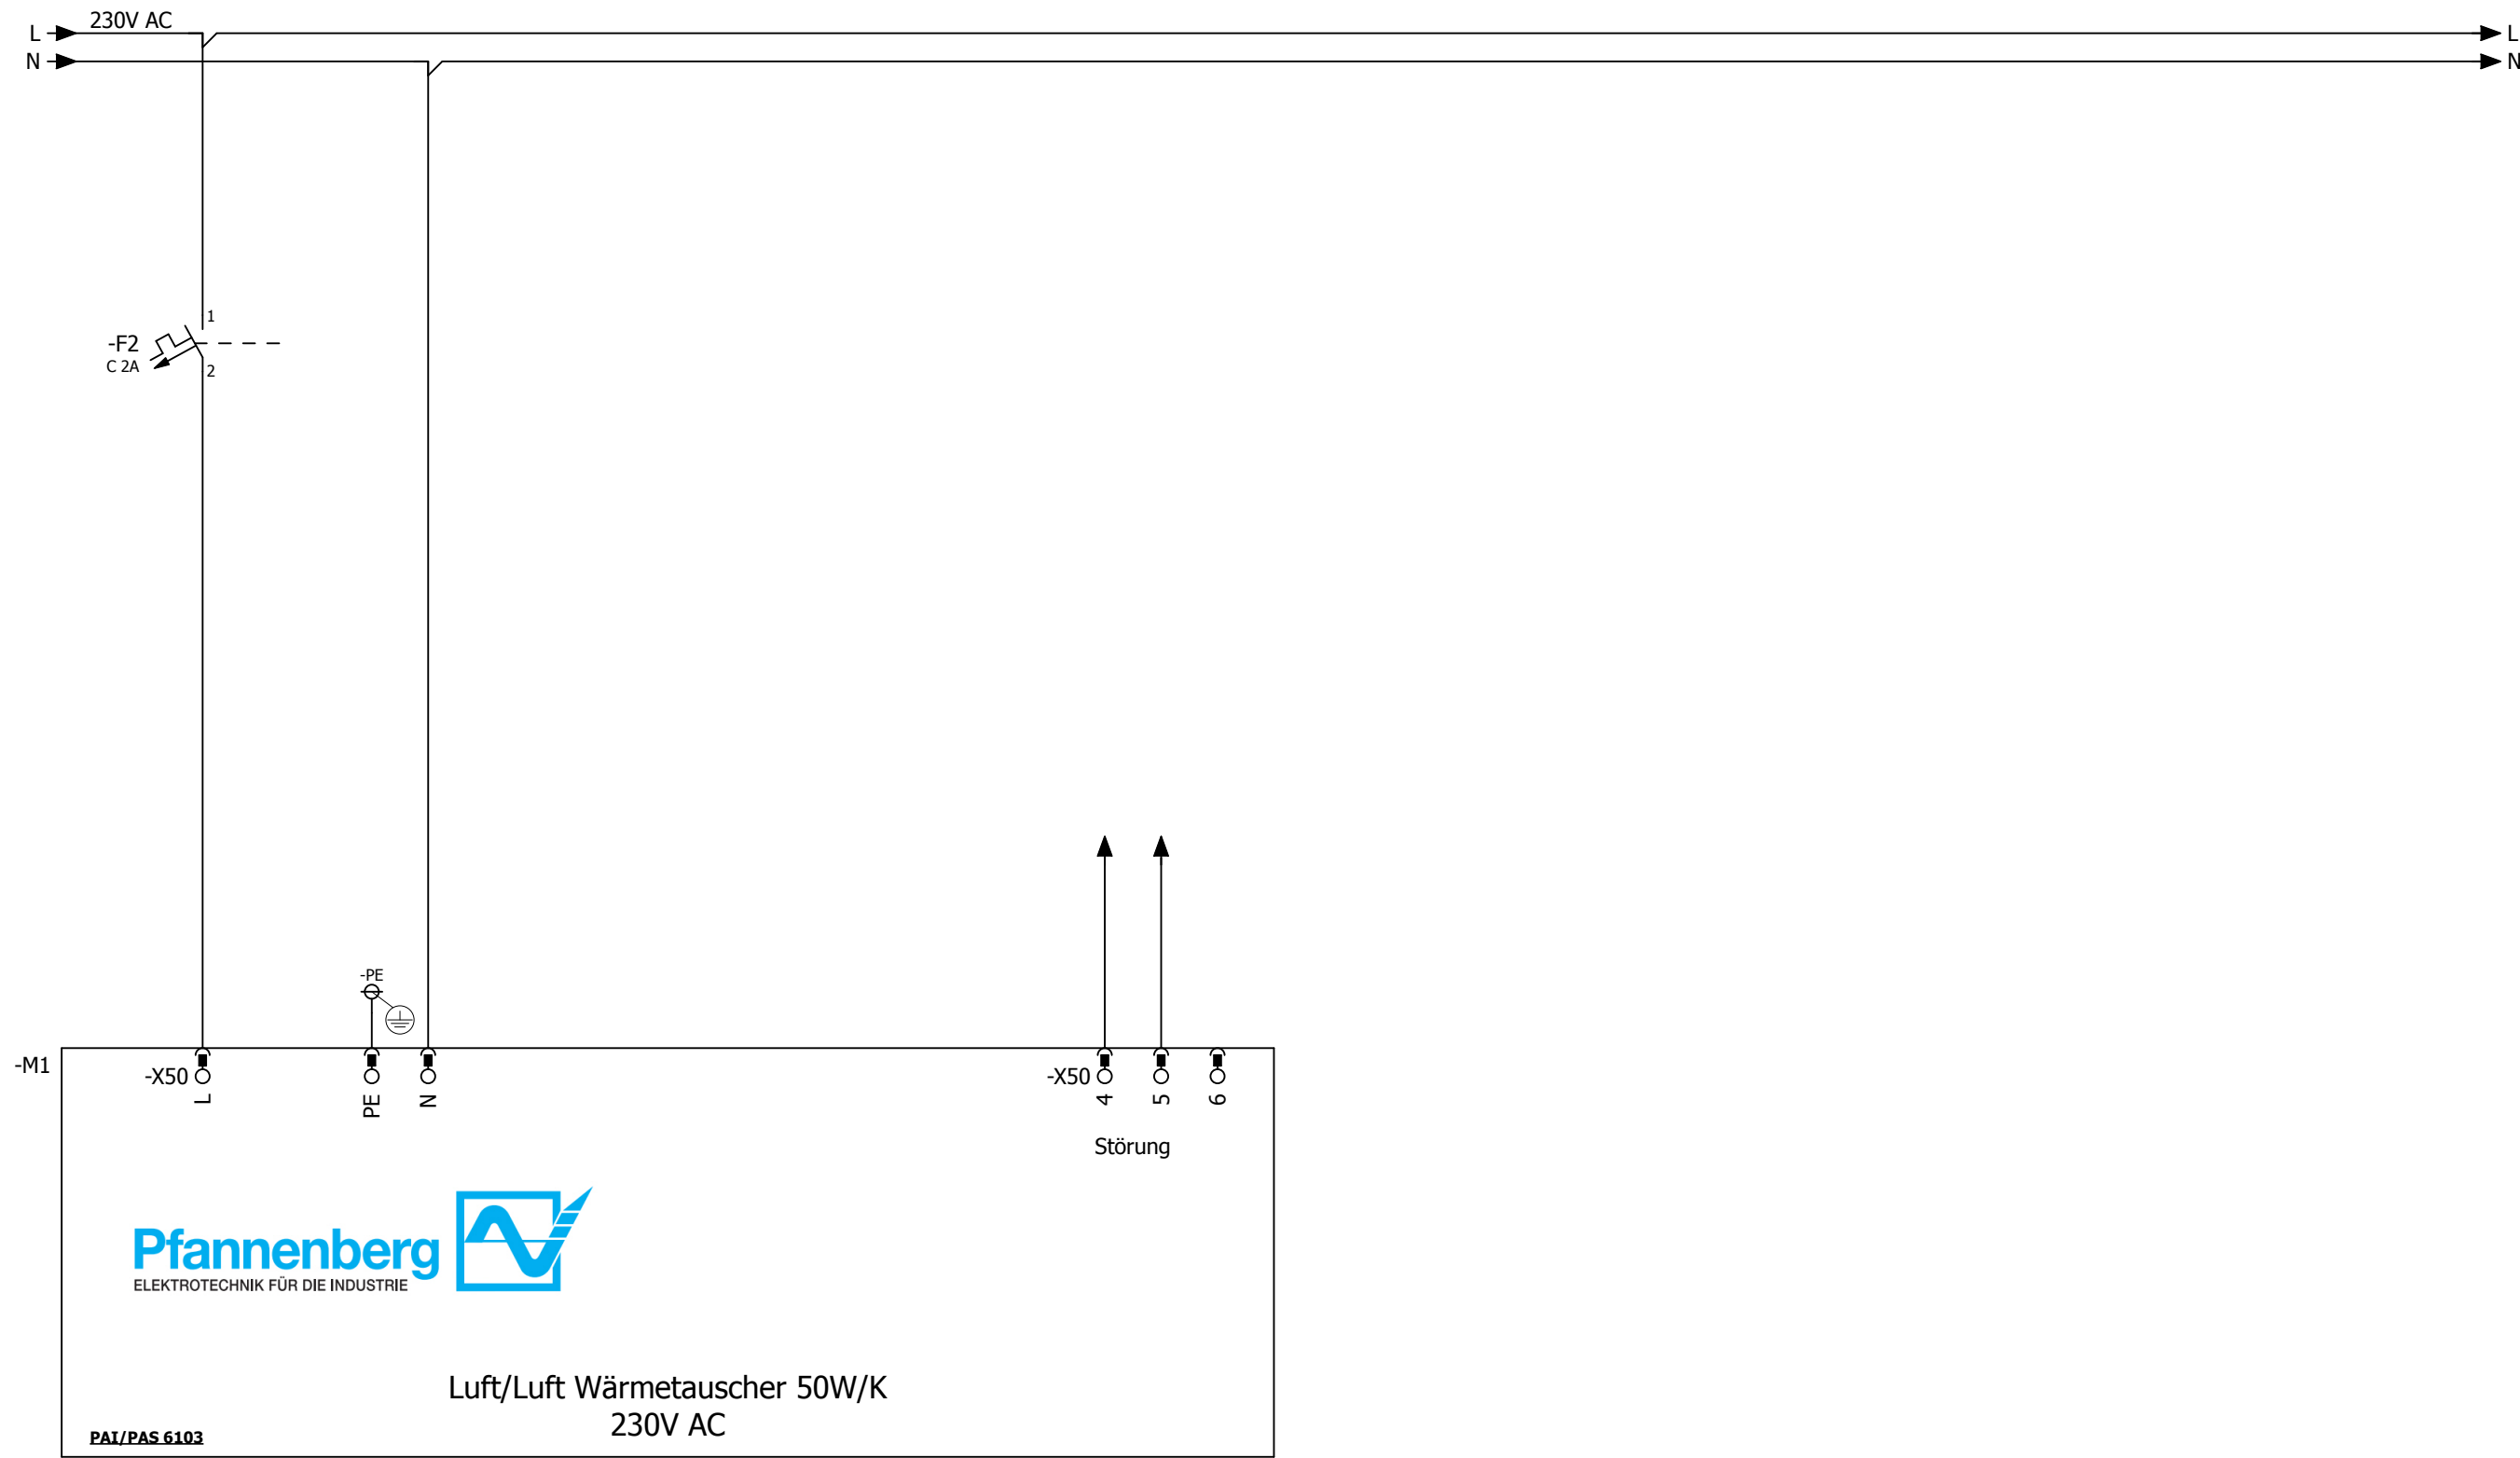 230V AC
L
L
N
N
1
-F2
C 2A
2
-PE
-M1
-X50
L
PE
N
-X50
4
5
6
Störung
Pfannenberg
ELEKTROTECHNIK FÜR DIE INDUSTRIE
Luft/Luft Wärmetauscher 50W/K
230V AC
PAI/PAS 6103